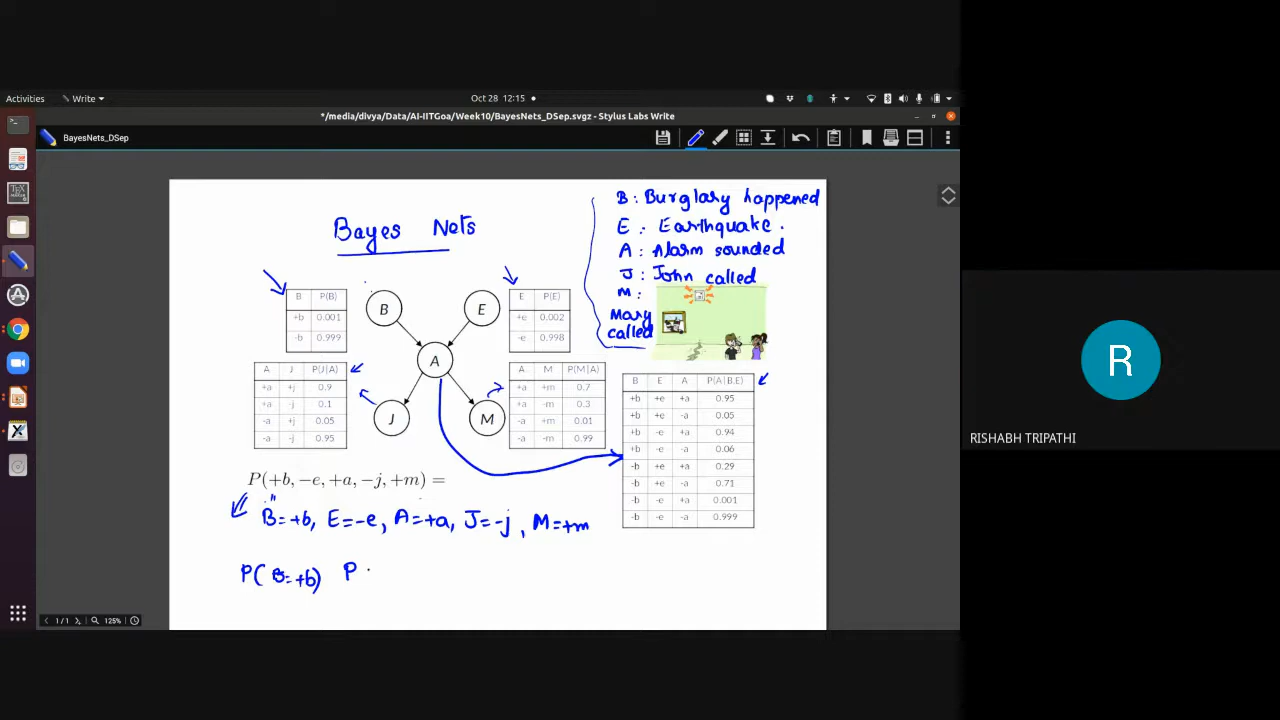 Activities
Write
Oct 28 12:15
*/media/divya/Data/AI-IITGoa/Week10/BayesNets_DSep.svgz - Stylus Labs Write
BayesNets_DSep
Bayes Nets
B : Burglary happened
E : Earthquake.
A : Alarm sounded
J : John called
M :
Mary
called
B P(B)
+b 0.001
-b 0.999
B
E
A
J
M
E P(E)
+e 0.002
-e 0.998
A J P(J|A)
+a +j 0.9
+a -j 0.1
-a +j 0.05
-a -j 0.95
A M P(M|A)
+a +m 0.7
+a -m 0.3
-a +m 0.01
-a -m 0.99
B E A P(A|B,E)
+b +e +a 0.95
+b +e -a 0.05
+b -e +a 0.94
+b -e -a 0.06
-b +e +a 0.29
-b +e -a 0.71
-b -e +a 0.001
-b -e -a 0.999
P(+b, −e, +a, −j, +m) =
B=+b, E=-e, A=+a, J=-j, M=+m
P(B=+b) P
1/1
125%
R
RISHABH TRIPATHI